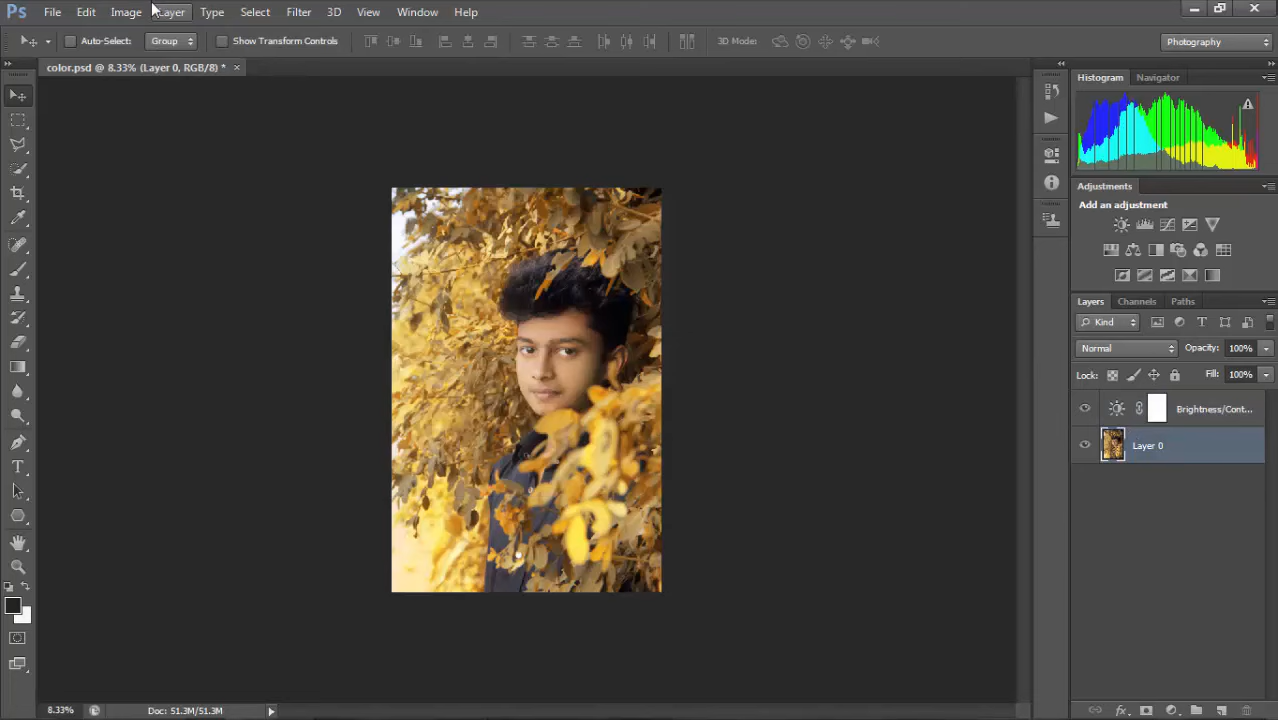 Ps File Edit Image Layer Type Select Filter 3D View Window Help
Auto-Select: Group Show Transform Controls 3D Mode: Photography
color.psd @ 8.33% (Layer 0, RGB/8) * ×
Histogram Navigator
Adjustments
Add an adjustment
Layers Channels Paths
Kind
Normal Opacity: 100%
Lock: Fill: 100%
Brightness/Cont...
Layer 0
8.33% Doc: 51.3M/51.3M